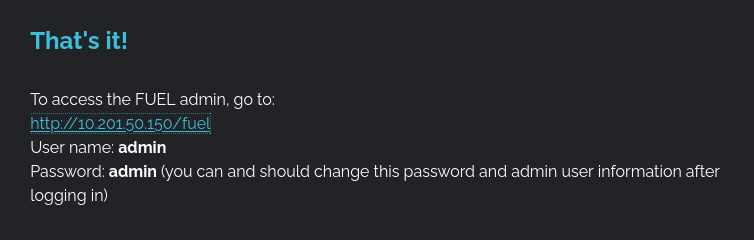 That's it!
To access the FUEL admin, go to:
http://10.201.50.150/fuel
User name: admin
Password: admin (you can and should change this password and admin user information after
logging in)